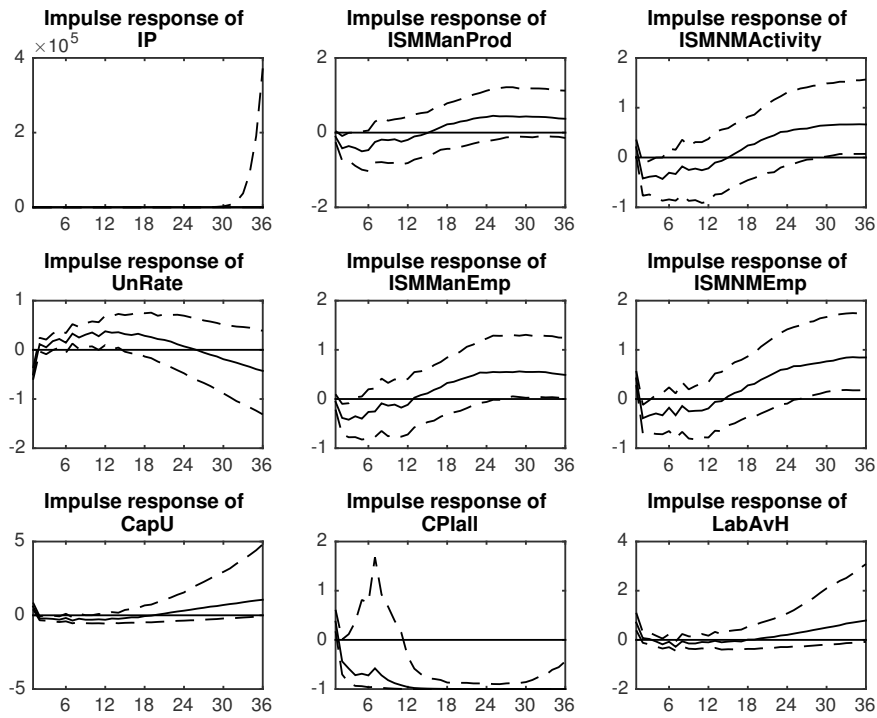 Impulse response of
IP
×10^5
4
2
0
6 12 18 24 30 36
Impulse response of
ISMManProd
2
0
-2
6 12 18 24 30 36
Impulse response of
ISMNMActivity
2
1
0
-1
6 12 18 24 30 36
Impulse response of
UnRate
1
0
-1
-2
6 12 18 24 30 36
Impulse response of
ISMManEmp
2
1
0
-1
6 12 18 24 30 36
Impulse response of
ISMNMEmp
2
1
0
-1
6 12 18 24 30 36
Impulse response of
CapU
5
0
-5
6 12 18 24 30 36
Impulse response of
CPIall
2
1
0
-1
6 12 18 24 30 36
Impulse response of
LabAvH
4
2
0
-2
6 12 18 24 30 36